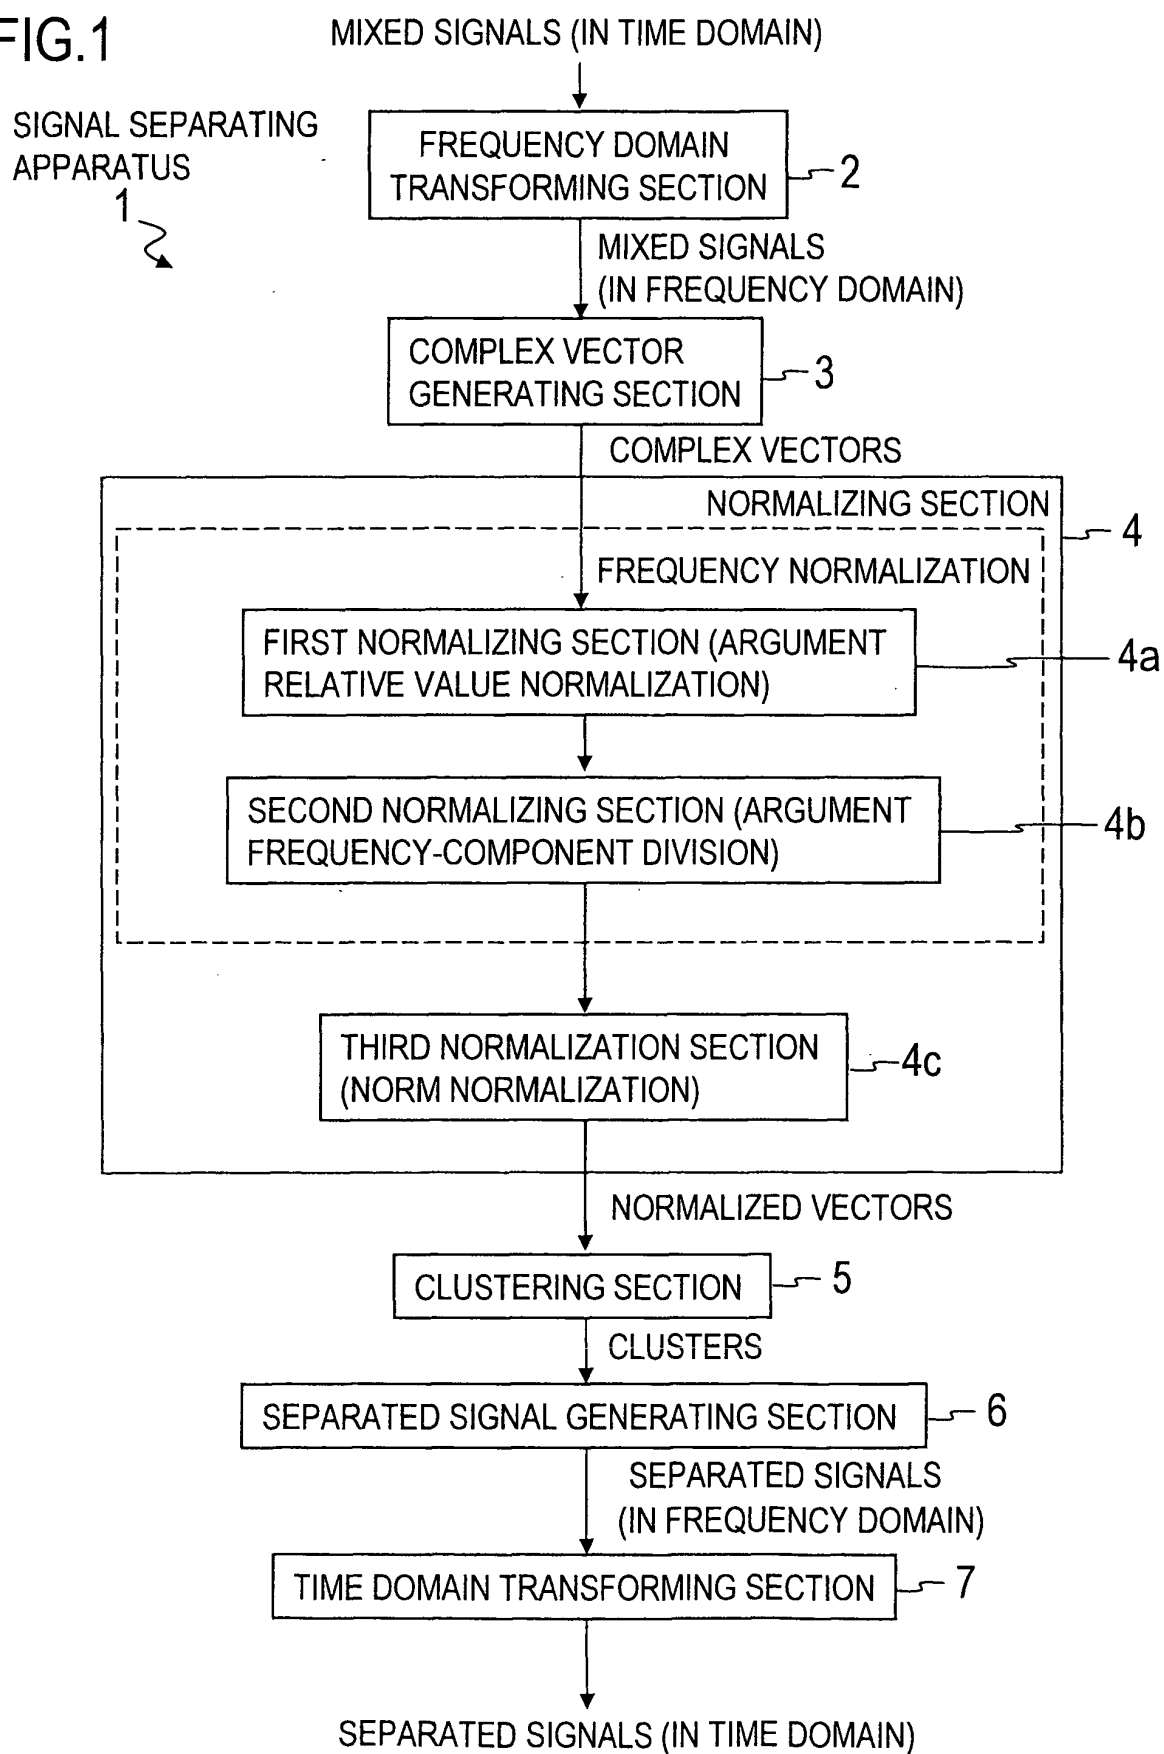 FIG.1
MIXED SIGNALS (IN TIME DOMAIN)
SIGNAL SEPARATING
APPARATUS
1
FREQUENCY DOMAIN
TRANSFORMING SECTION
2
MIXED SIGNALS
(IN FREQUENCY DOMAIN)
COMPLEX VECTOR
GENERATING SECTION
3
COMPLEX VECTORS
NORMALIZING SECTION
4
FREQUENCY NORMALIZATION
FIRST NORMALIZING SECTION (ARGUMENT
RELATIVE VALUE NORMALIZATION)
4a
SECOND NORMALIZING SECTION (ARGUMENT
FREQUENCY-COMPONENT DIVISION)
4b
THIRD NORMALIZATION SECTION
(NORM NORMALIZATION)
4c
NORMALIZED VECTORS
CLUSTERING SECTION
5
CLUSTERS
SEPARATED SIGNAL GENERATING SECTION
6
SEPARATED SIGNALS
(IN FREQUENCY DOMAIN)
TIME DOMAIN TRANSFORMING SECTION
7
SEPARATED SIGNALS (IN TIME DOMAIN)